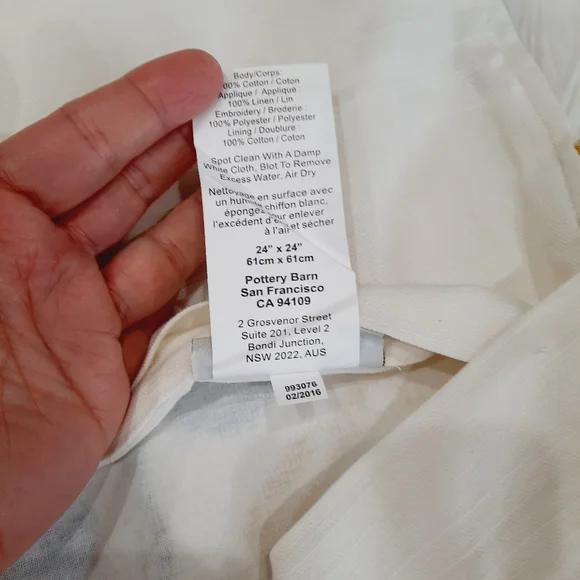 Body/Corps:
100% Cotton / Coton
Applique / Appliqué
100% Linen / Lin
Embroidery / Broderie :
100% Polyester / Polyester
Lining / Doublure :
100% Cotton / Coton
Spot Clean With A Damp
White Cloth, Blot To Remove
Excess Water, Air Dry
Nettoyage en surface avec
un humide chiffon blanc,
éponger pour enlever
l'excédent d'eau et sécher
à l'air
24" x 24"
61cm x 61cm
Pottery Barn
San Francisco
CA 94109
2 Grosvenor Street
Suite 201, Level 2
Bondi Junction,
NSW 2022, AUS
993076
02/2016